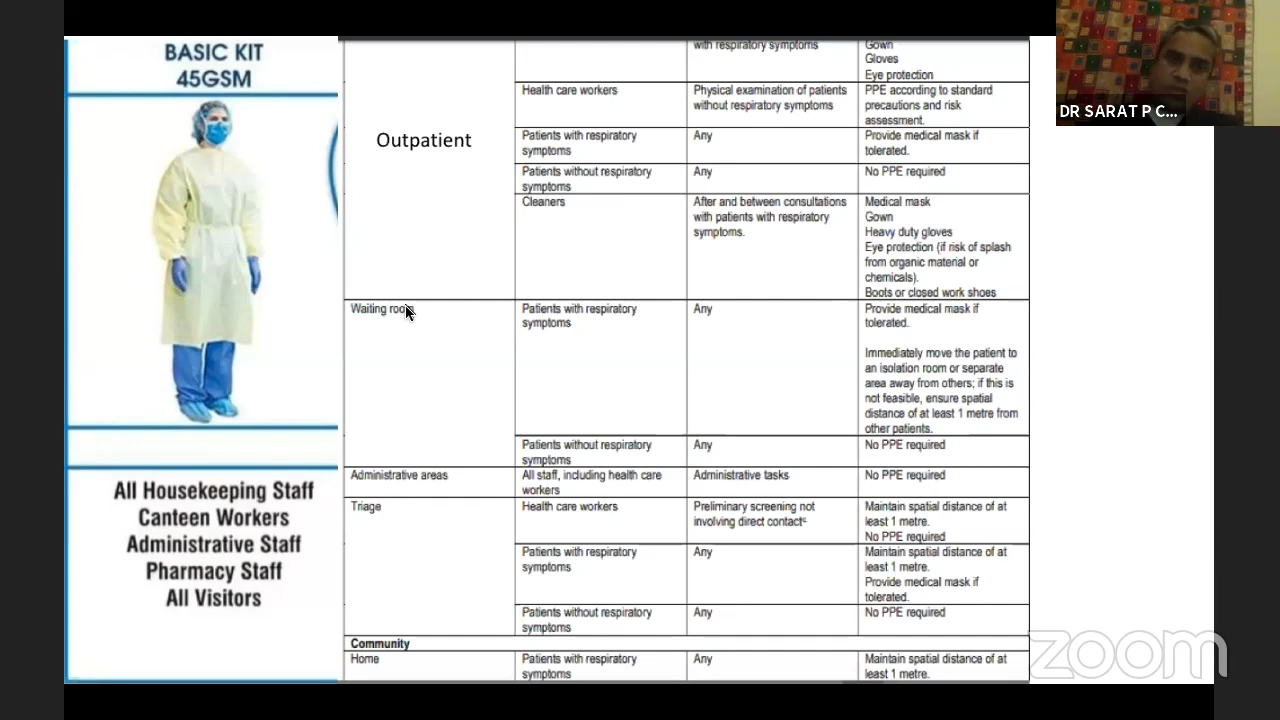 BASIC KIT
45GSM
All Housekeeping Staff
Canteen Workers
Administrative Staff
Pharmacy Staff
All Visitors
with respiratory symptoms
Gown
Gloves
Eye protection
Outpatient
Health care workers
Physical examination of patients
without respiratory symptoms
PPE according to standard
precautions and risk
assessment.
Patients with respiratory
symptoms
Any
Provide medical mask if
tolerated.
Patients without respiratory
symptoms
Any
No PPE required
Cleaners
After and between consultations
with patients with respiratory
symptoms.
Medical mask
Gown
Heavy duty gloves
Eye protection (if risk of splash
from organic material or
chemicals).
Boots or closed work shoes
Waiting room
Patients with respiratory
symptoms
Any
Provide medical mask if
tolerated.
Immediately move the patient to
an isolation room or separate
area away from others; if this is
not feasible, ensure spatial
distance of at least 1 metre from
other patients.
Patients without respiratory
symptoms
Any
No PPE required
Administrative areas
All staff, including health care
workers
Administrative tasks
No PPE required
Triage
Health care workers
Preliminary screening not
involving direct contactᶜ
Maintain spatial distance of at
least 1 metre.
No PPE required
Patients with respiratory
symptoms
Any
Maintain spatial distance of at
least 1 metre.
Provide medical mask if
tolerated.
Patients without respiratory
symptoms
Any
No PPE required
Community
Home
Patients with respiratory
symptoms
Any
Maintain spatial distance of at
least 1 metre.
DR SARAT P C...
zoom